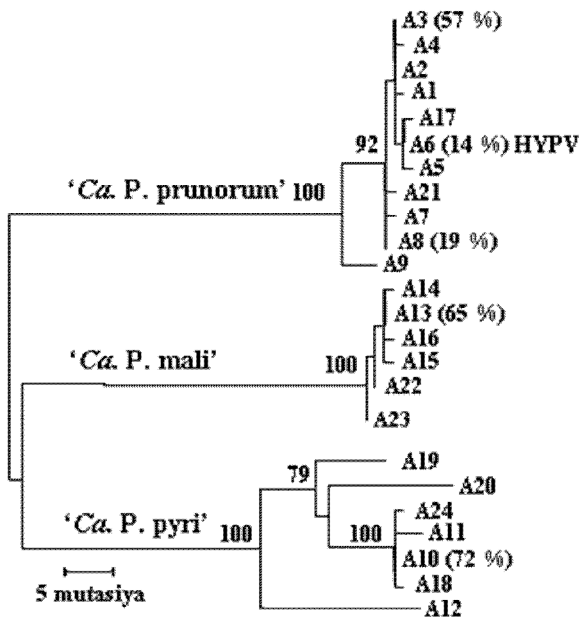 A3 (57 %)
A4
A2
A1
A17
92 A6 (14 %) HYPV
A5
'Ca. P. prunorum' 100 A21
A7
A8 (19 %)
A9
A14
A13 (65 %)
A16
'Ca. P. mali' 100 A15
A22
A23
A19
79
A20
A24
'Ca. P. pyri' 100 100 A11
A10 (72 %)
A18
5 mutasiya
A12